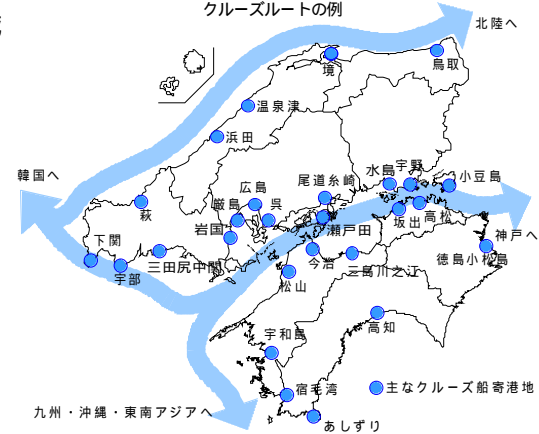 クルーズルートの例
北陸へ
境
鳥取
温泉津
浜田
韓国へ
萩
広島
厳島
呉
尾道糸崎
水島
宇野
小豆島
岩国
瀬戸田
坂出
高松
神戸へ
下関
宇部
三田尻中関
今治
三島川之江
徳島小松島
松山
高知
宇和島
宿毛湾
主なクルーズ船寄港地
九州・沖縄・東南アジアへ
あしずり